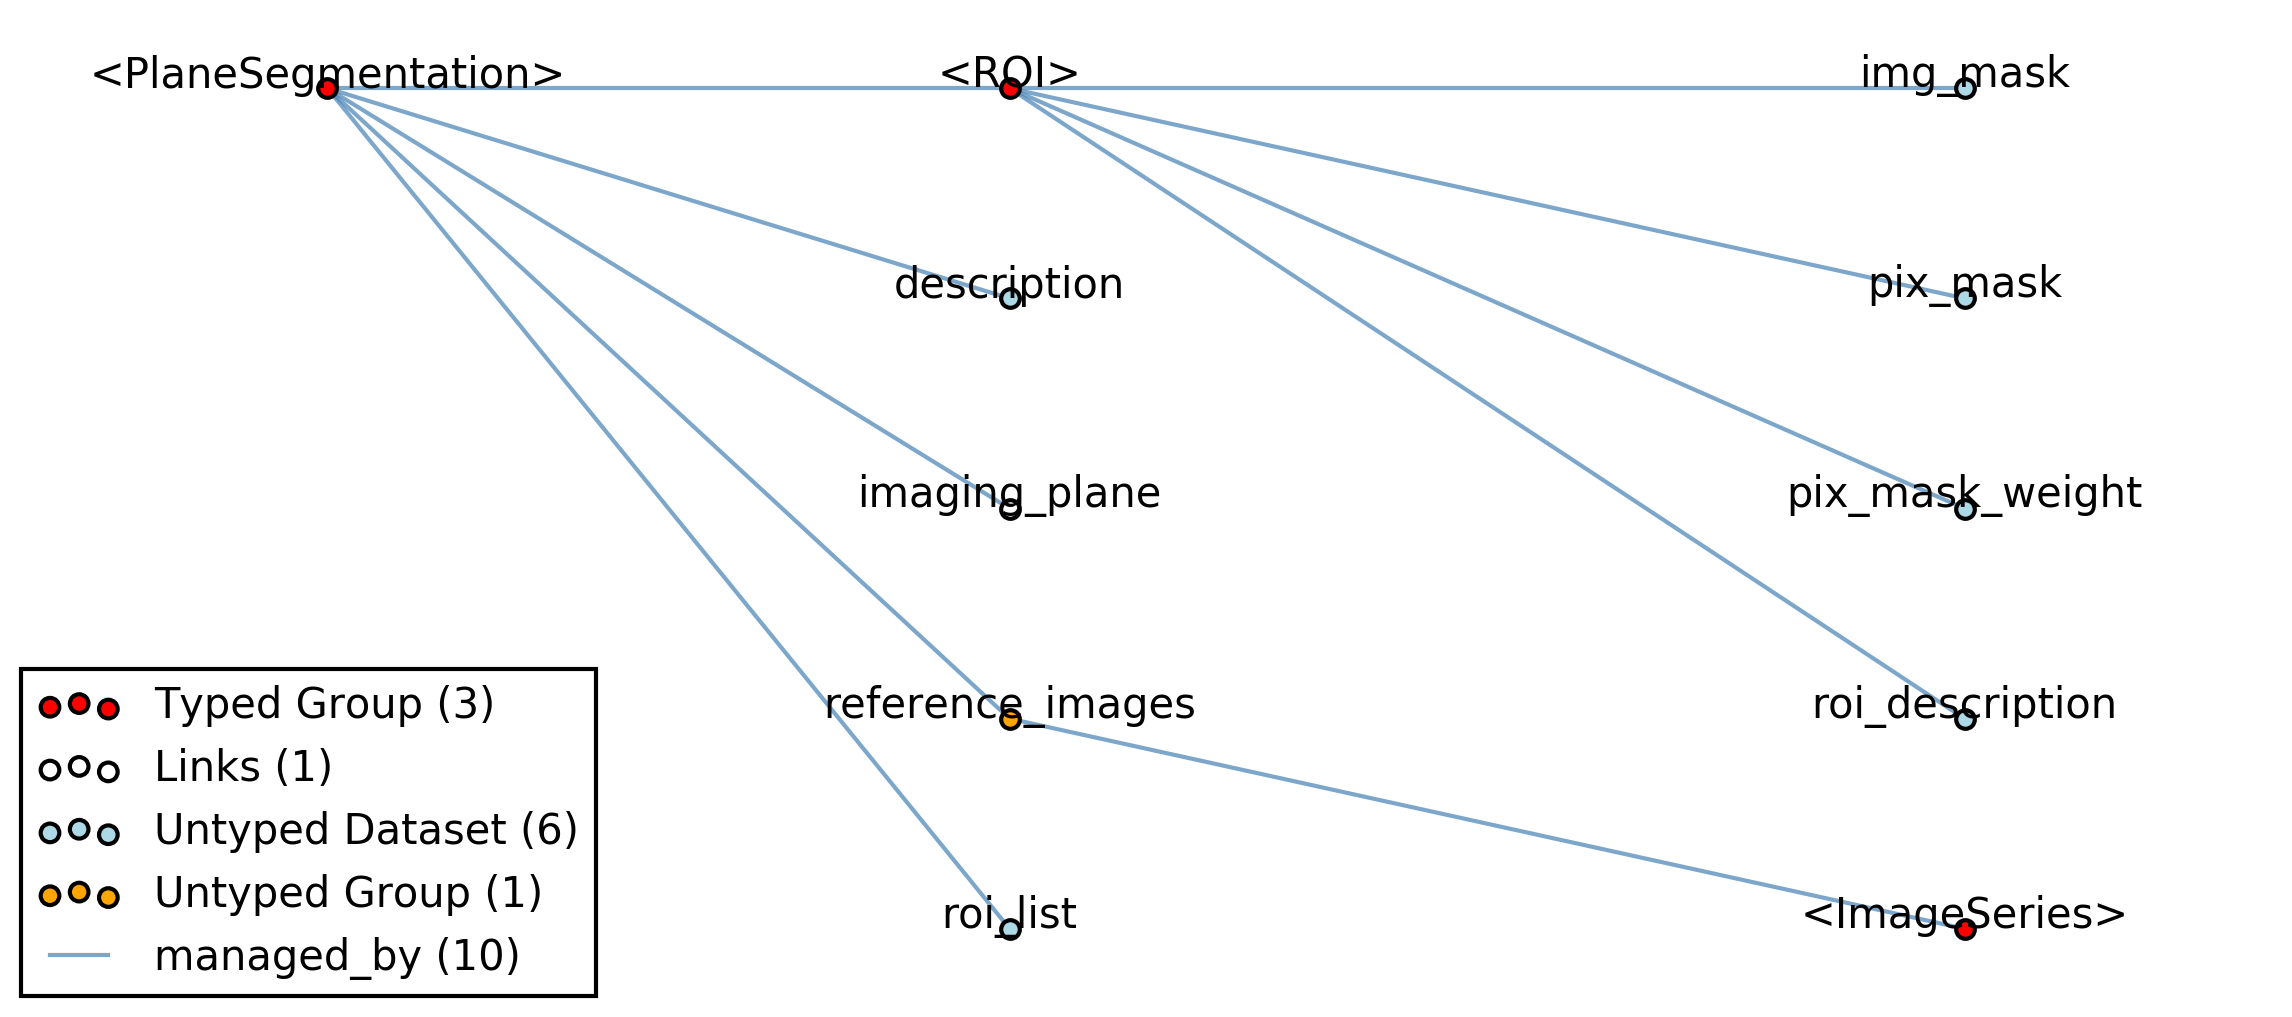 <PlaneSegmentation>
<ROI>
img_mask
description
pix_mask
imaging_plane
pix_mask_weight
reference_images
roi_description
roi_list
<ImageSeries>
Typed Group (3)
Links (1)
Untyped Dataset (6)
Untyped Group (1)
managed_by (10)